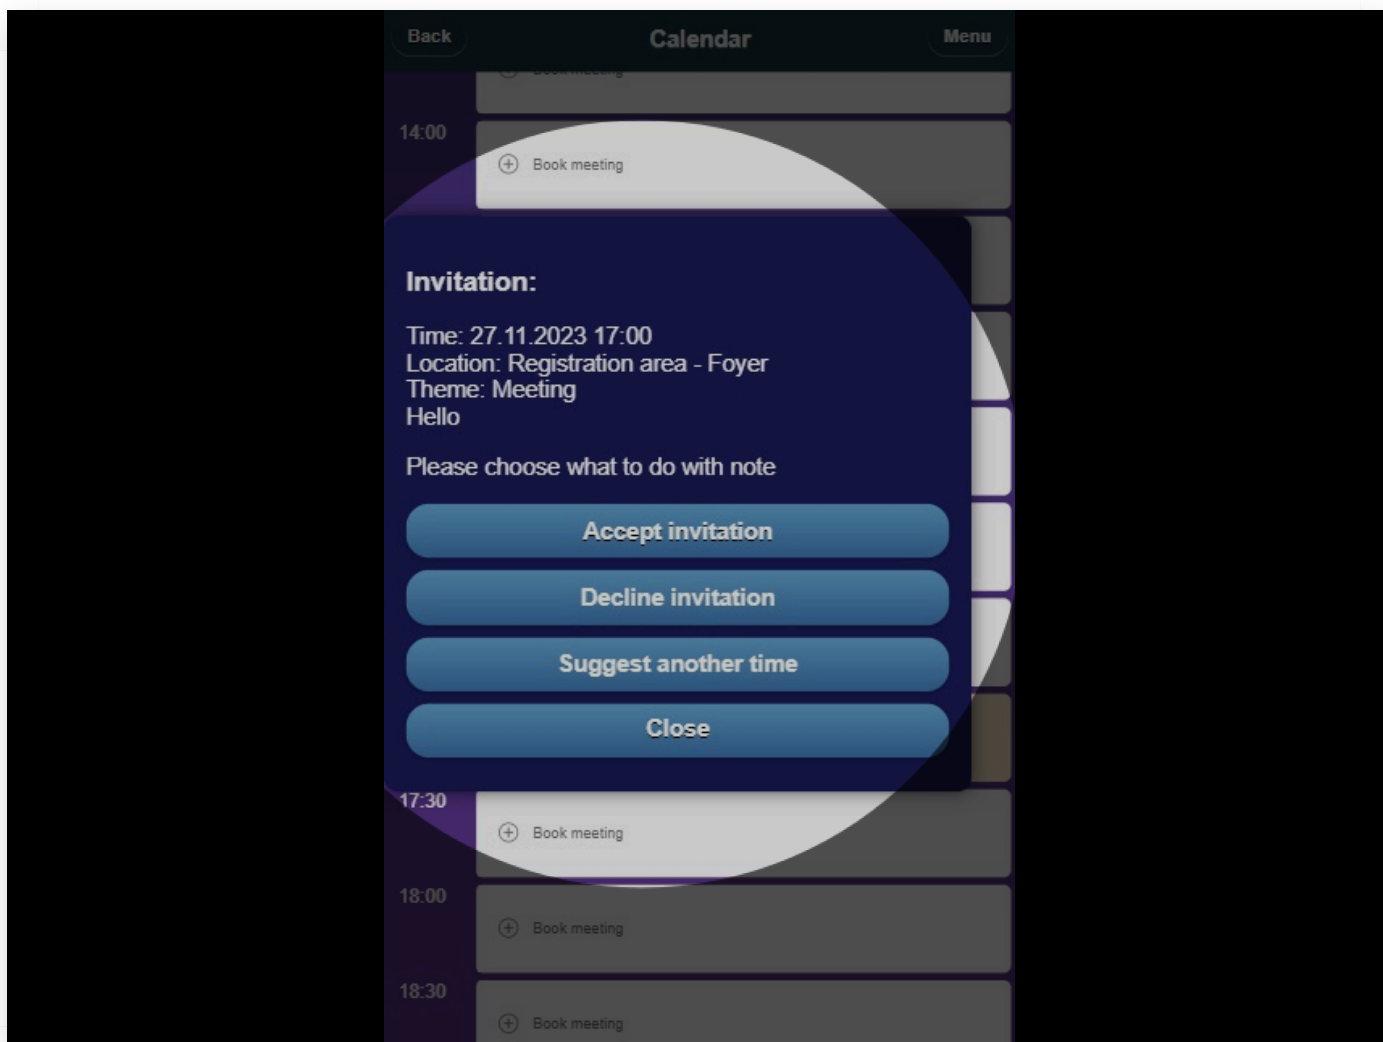 Back
Calendar
Menu
Book meeting
14:00
Book meeting
Invitation:
Time: 27.11.2023 17:00
Location: Registration area - Foyer
Theme: Meeting
Hello
Please choose what to do with note
Accept invitation
Decline invitation
Suggest another time
Close
17:30
Book meeting
18:00
Book meeting
18:30
Book meeting